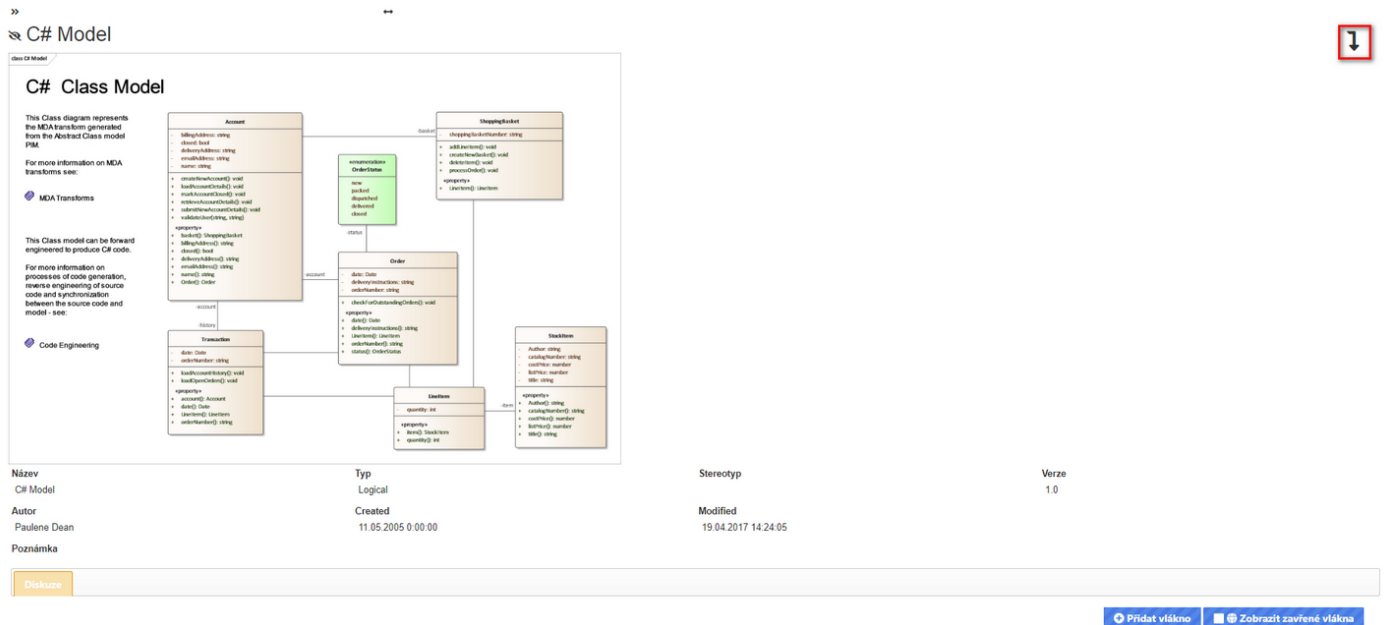 C# Model
class C# Model
C# Class Model
This Class diagram represents
the MDA transform generated
from the Abstract Class model
PIM.
For more information on MDA
transforms see:
MDA Transforms
This Class model can be forward
engineered to produce C# code.
For more information on
processes of code generation,
reverse engineering of source
code and synchronization
between the source code and
model - see:
Code Engineering
Account
- billingAddress: string
- closed: bool
- deliveryAddress: string
- emailAddress: string
- name: string
+ createNewAccount(): void
+ loadAccountDetails(): void
+ markAccountClosed(): void
+ retrieveAccountDetails(): void
+ submitNewAccountDetails(): void
+ validateUser(string, string)
«property»
+ basket(): ShoppingBasket
+ billingAddress(): string
+ closed(): bool
+ deliveryAddress(): string
+ emailAddress(): string
+ name(): string
+ Order(): Order
-basket
ShoppingBasket
- shoppingBasketNumber: string
+ addLineItem(): void
+ createNewBasket(): void
+ deleteItem(): void
+ processOrder(): void
«property»
+ LineItem(): LineItem
«enumeration»
OrderStatus
new
packed
dispatched
delivered
closed
-status
-account
Order
- date: Date
- deliveryInstructions: string
- orderNumber: string
+ checkForOutstandingOrders(): void
«property»
+ date(): Date
+ deliveryInstructions(): string
+ LineItem(): LineItem
+ orderNumber(): string
+ status(): OrderStatus
-account
-history
Transaction
- date: Date
- orderNumber: string
+ loadAccountHistory(): void
+ loadOpenOrders(): void
«property»
+ account(): Account
+ date(): Date
+ LineItem(): LineItem
+ orderNumber(): string
LineItem
- quantity: int
«property»
+ item(): StockItem
+ quantity(): int
-item
StockItem
- Author: string
- catalogNumber: string
- costPrice: number
- listPrice: number
- title: string
«property»
+ Author(): string
+ catalogNumber(): string
+ costPrice(): number
+ listPrice(): number
+ title(): string
Název Typ Stereotyp Verze
C# Model Logical 1.0
Autor Created Modified
Paulene Dean 11.05.2005 0:00:00 19.04.2017 14:24:05
Poznámka
Diskuze
Přidat vlákno Zobrazit zavřené vlákna